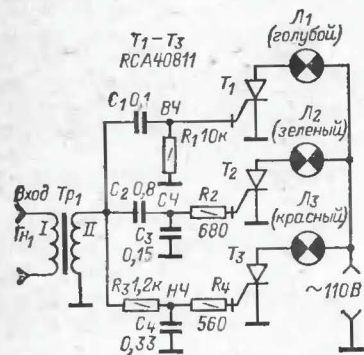 Т1–Т3
RCA40811
Л1
(голубой)
С1 0,1
ВЧ
Т1
R1 10к
Л2
(зеленый)
Вход
Тр1
С2 0,8
СЧ
R2
Т2
Гн1
I
II
С3
0,15
680
Л3
(красный)
Т3
R3 1,2к
НЧ
R4
~110В
С4
0,33
560